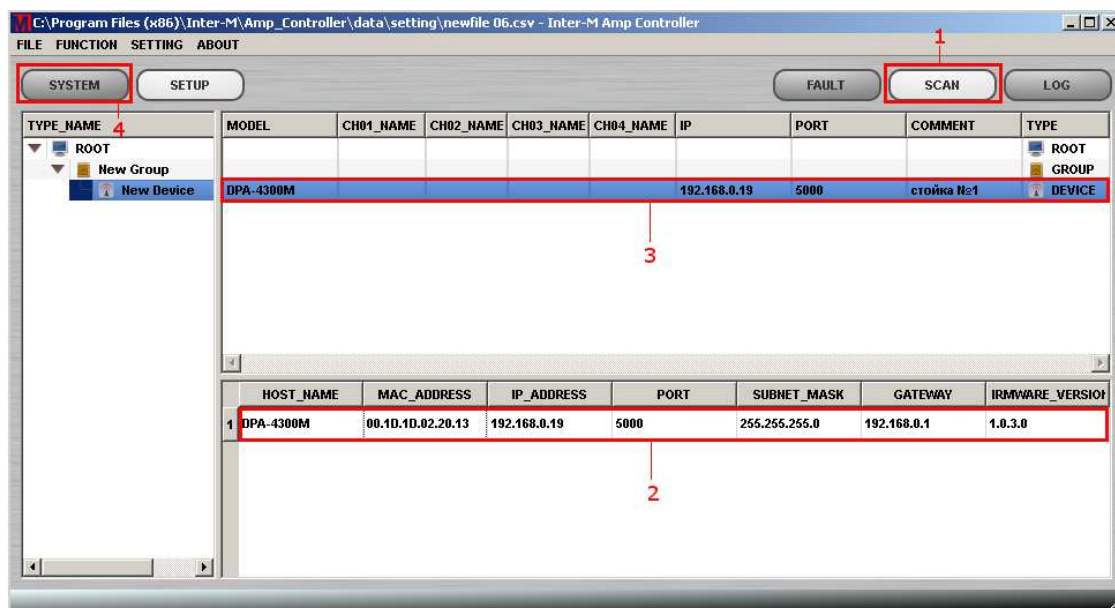 C:\Program Files (x86)\Inter-M\Amp_Controller\data\setting\newfile 06.csv - Inter-M Amp Controller
FILE FUNCTION SETTING ABOUT
1
SYSTEM SETUP FAULT SCAN LOG
4
TYPE_NAME MODEL CH01_NAME CH02_NAME CH03_NAME CH04_NAME IP PORT COMMENT TYPE
ROOT ROOT
New Group GROUP
New Device DPA-4300M 192.168.0.19 5000 стойка №1 DEVICE
3
HOST_NAME MAC_ADDRESS IP_ADDRESS PORT SUBNET_MASK GATEWAY IRMWARE_VERSION
1 DPA-4300M 00.1D.1D.02.20.13 192.168.0.19 5000 255.255.255.0 192.168.0.1 1.0.3.0
2